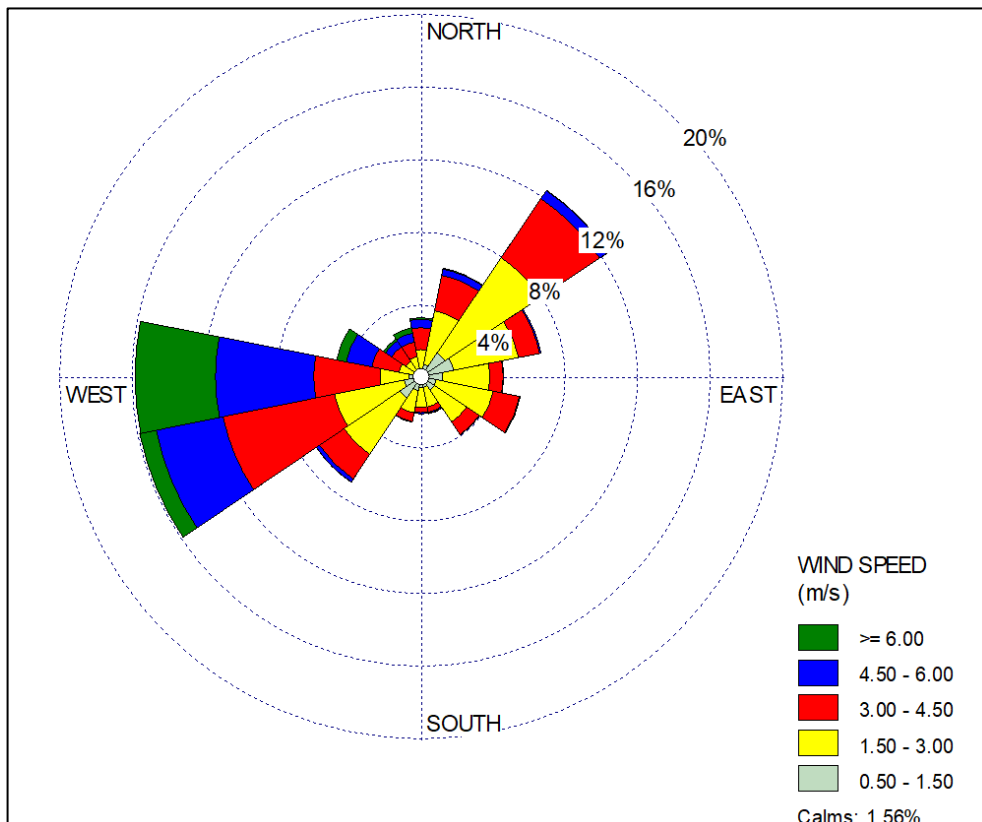 NORTH
20%
16%
12%
8%
4%
WEST
EAST
SOUTH
WIND SPEED
(m/s)
>= 6.00
4.50 - 6.00
3.00 - 4.50
1.50 - 3.00
0.50 - 1.50
Calms: 1.56%